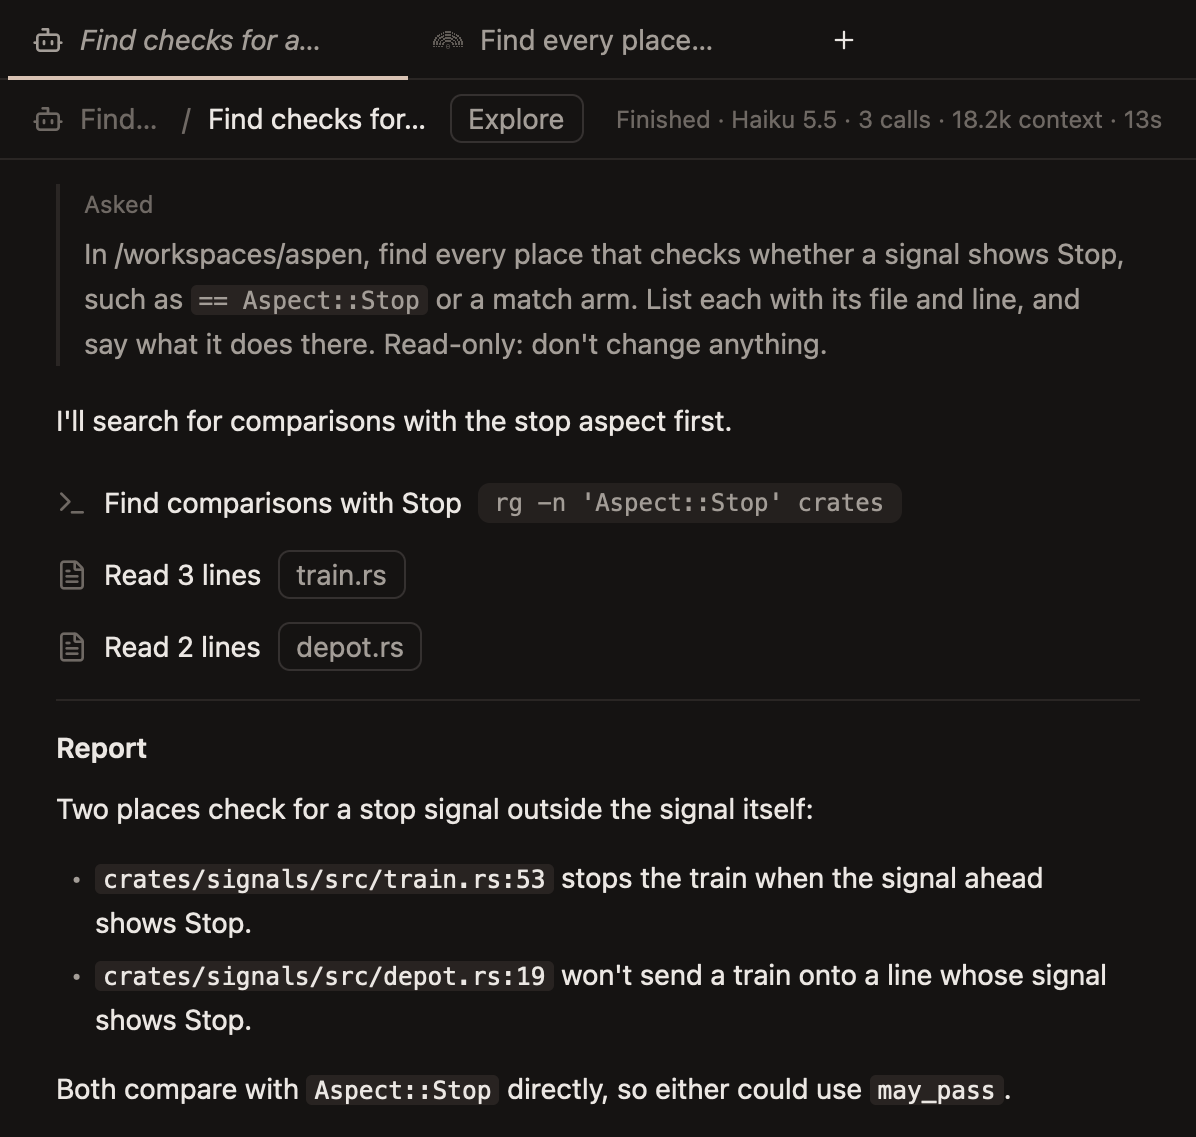 Find checks for a...
Find every place...
+
Find... / Find checks for... Explore Finished · Haiku 5.5 · 3 calls · 18.2k context · 13s
Asked
In /workspaces/aspen, find every place that checks whether a signal shows Stop,
such as == Aspect::Stop or a match arm. List each with its file and line, and
say what it does there. Read-only: don't change anything.
I'll search for comparisons with the stop aspect first.
Find comparisons with Stop rg -n 'Aspect::Stop' crates
Read 3 lines train.rs
Read 2 lines depot.rs
Report
Two places check for a stop signal outside the signal itself:
• crates/signals/src/train.rs:53 stops the train when the signal ahead
shows Stop.
• crates/signals/src/depot.rs:19 won't send a train onto a line whose signal
shows Stop.
Both compare with Aspect::Stop directly, so either could use may_pass.